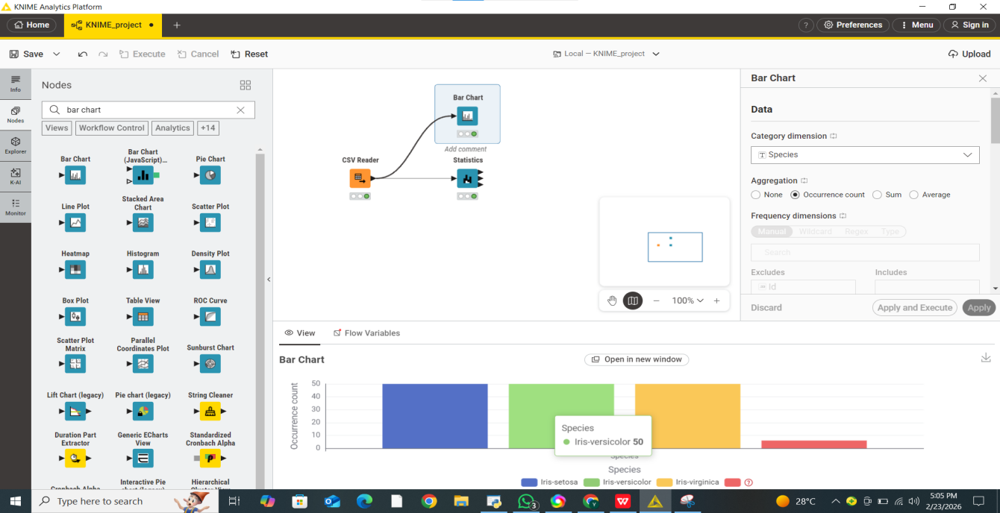 KNIME Analytics Platform
Home
KNIME_project
?
Preferences
Menu
Sign in
Save
Execute
Cancel
Reset
Local — KNIME_project
Upload
Info
Nodes
Explorer
K-AI
Monitor
Nodes
bar chart
Views
Workflow Control
Analytics
+14
Bar Chart
Bar Chart
(JavaScript)...
Pie Chart
Line Plot
Stacked Area
Chart
Scatter Plot
Heatmap
Histogram
Density Plot
Box Plot
Table View
ROC Curve
Scatter Plot
Matrix
Parallel
Coordinates Plot
Sunburst Chart
Lift Chart (legacy)
Pie chart (legacy)
String Cleaner
Duration Part
Extractor
Generic ECharts
View
Standardized
Cronbach Alpha
Cronbach Alpha
Interactive Pie
Hierarchical
Bar Chart
Add comment
CSV Reader
Statistics
100%
Bar Chart
Data
Category dimension
T Species
Aggregation
None
Occurrence count
Sum
Average
Frequency dimensions
Manual
Wildcard
Regex
Type
Search
Excludes
Includes
Id
Discard
Apply and Execute
Apply
View
Flow Variables
Bar Chart
Open in new window
Occurrence count
50
40
30
20
10
0
Species
Iris-versicolor 50
Species
Species
Iris-setosa
Iris-versicolor
Iris-virginica
?
Type here to search
3
28°C
5:05 PM
2/23/2026